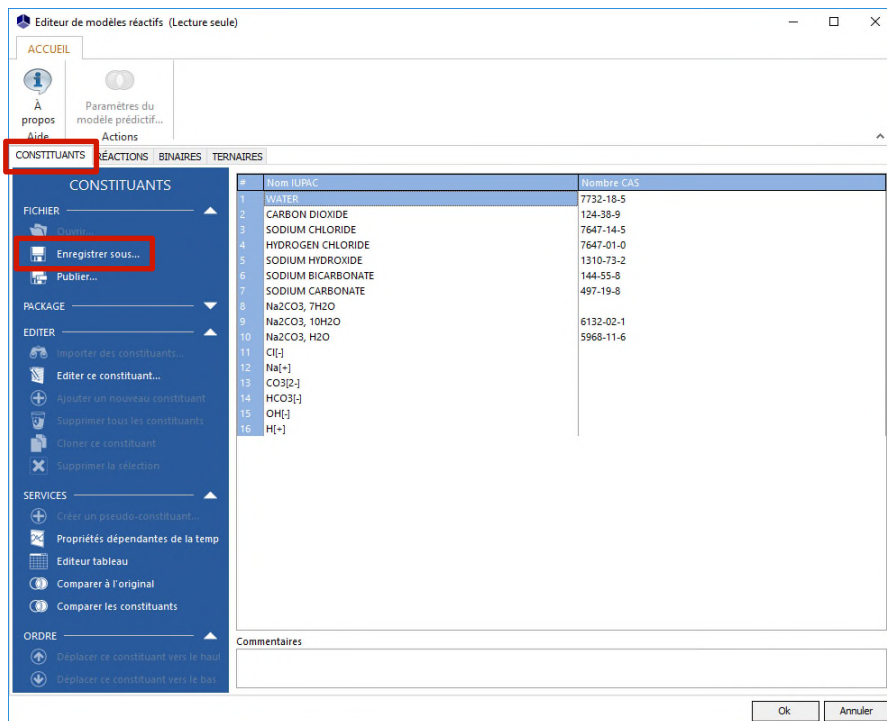 Editeur de modèles réactifs (Lecture seule)
ACCUEIL
À propos
Aide
Paramètres du modèle prédictif...
Actions
CONSTITUANTS RÉACTIONS BINAIRES TERNAIRES
CONSTITUANTS
FICHIER
Ouvrir...
Enregistrer sous...
Publier...
PACKAGE
EDITER
Importer des constituants...
Editer ce constituant...
Ajouter un nouveau constituant
Supprimer tous les constituants
Cloner ce constituant
Supprimer la sélection
SERVICES
Créer un pseudo-constituant...
Propriétés dépendantes de la temp
Editeur tableau
Comparer à l'original
Comparer les constituants
ORDRE
Déplacer ce constituant vers le haut
Déplacer ce constituant vers le bas
# Nom IUPAC Nombre CAS
1 WATER 7732-18-5
2 CARBON DIOXIDE 124-38-9
3 SODIUM CHLORIDE 7647-14-5
4 HYDROGEN CHLORIDE 7647-01-0
5 SODIUM HYDROXIDE 1310-73-2
6 SODIUM BICARBONATE 144-55-8
7 SODIUM CARBONATE 497-19-8
8 Na2CO3, 7H2O
9 Na2CO3, 10H2O 6132-02-1
10 Na2CO3, H2O 5968-11-6
11 Cl[-]
12 Na[+]
13 CO3[2-]
14 HCO3[-]
15 OH[-]
16 H[+]
Commentaires
Ok Annuler